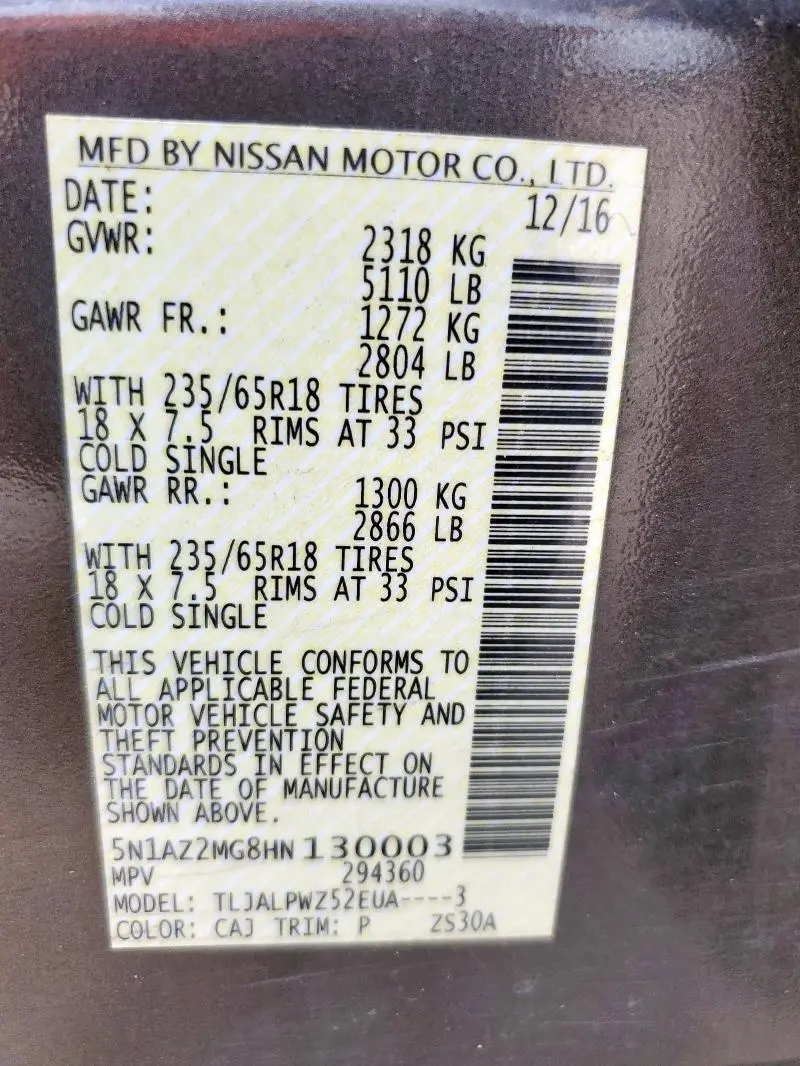 MFD BY NISSAN MOTOR CO., LTD.
DATE: 12/16
GVWR: 2318 KG
5110 LB
GAWR FR.: 1272 KG
2804 LB
WITH 235/65R18 TIRES
18 X 7.5 RIMS AT 33 PSI
COLD SINGLE
GAWR RR.: 1300 KG
2866 LB
WITH 235/65R18 TIRES
18 X 7.5 RIMS AT 33 PSI
COLD SINGLE
THIS VEHICLE CONFORMS TO
ALL APPLICABLE FEDERAL
MOTOR VEHICLE SAFETY AND
THEFT PREVENTION
STANDARDS IN EFFECT ON
THE DATE OF MANUFACTURE
SHOWN ABOVE.
5N1AZ2MG8HN130003
MPV 294360
MODEL: TLJALPWZ52EUA----3
COLOR: CAJ TRIM: P ZS30A